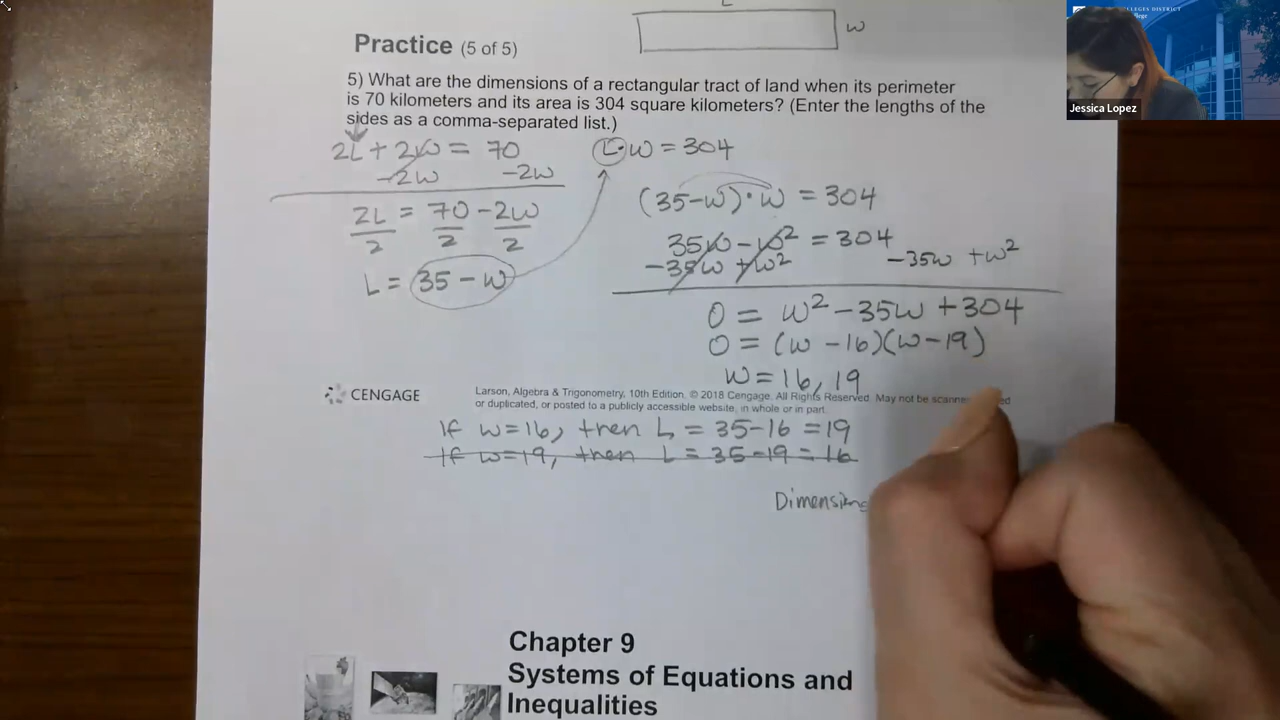 L
COLLEGES DISTRICT
Jessica Lopez
w
Practice (5 of 5)
5) What are the dimensions of a rectangular tract of land when its perimeter
is 70 kilometers and its area is 304 square kilometers? (Enter the lengths of the
sides as a comma-separated list.)
2L + 2w = 70
-2w -2w
2L = 70 - 2w
2 2 2
L = 35 - w
L·w = 304
(35-w)·w = 304
35w - w² = 304
-35w +w² -35w +w²
0 = w² - 35w + 304
0 = (w - 16)(w - 19)
w = 16, 19
CENGAGE
Larson, Algebra & Trigonometry, 10th Edition. © 2018 Cengage. All Rights Reserved. May not be scanned
or duplicated, or posted to a publicly accessible website, in whole or in part.
If w=16, then L = 35-16 = 19
If w=19, then L = 35-19 = 16
Dimensions
Chapter 9
Systems of Equations and
Inequalities